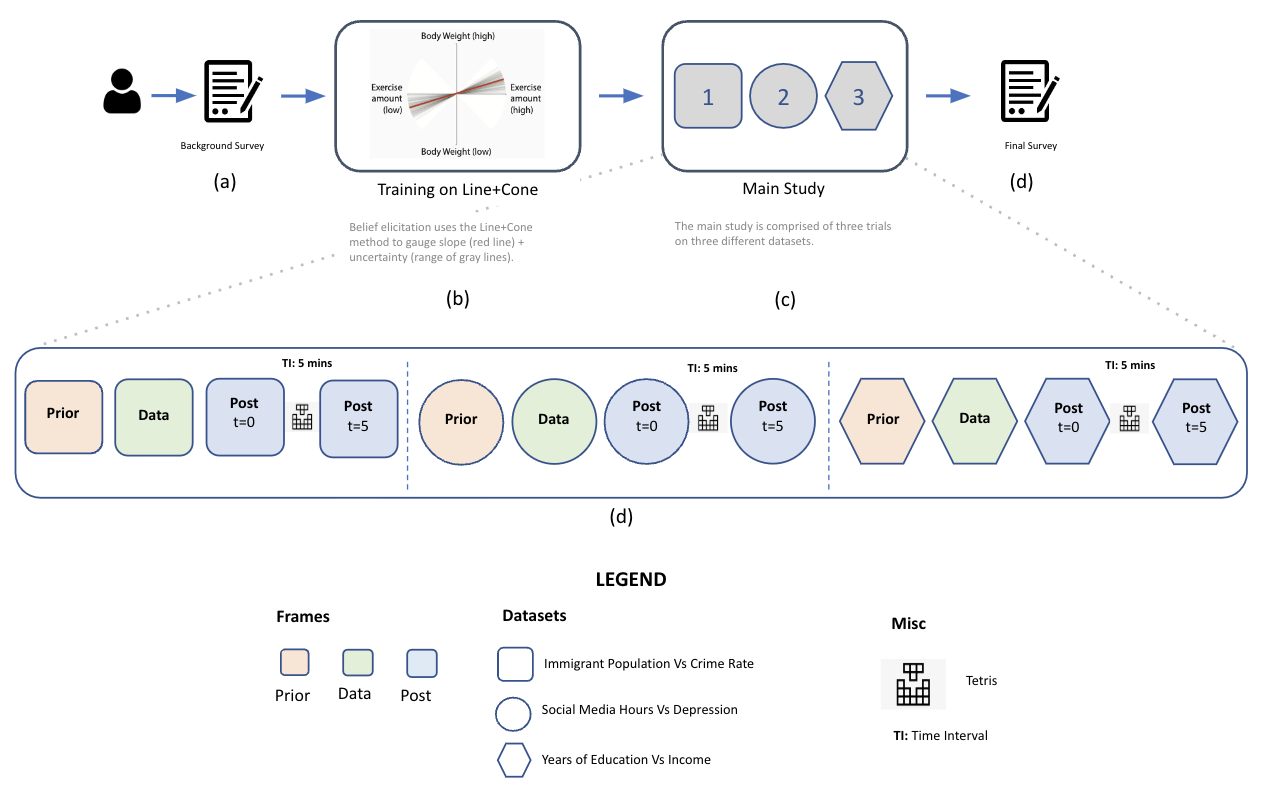 Background Survey
(a)
Body Weight (high)
Exercise
amount
(low)
Exercise
amount
(high)
Body Weight (low)
Training on Line+Cone
Belief elicitation uses the Line+Cone
method to gauge slope (red line) +
uncertainty (range of gray lines).
(b)
1
2
3
Main Study
The main study is comprised of three trials
on three different datasets.
(c)
Final Survey
(d)
TI: 5 mins
Prior
Data
Post
t=0
Post
t=5
TI: 5 mins
Prior
Data
Post
t=0
Post
t=5
TI: 5 mins
Prior
Data
Post
t=0
Post
t=5
(d)
LEGEND
Frames
Prior
Data
Post
Datasets
Immigrant Population Vs Crime Rate
Social Media Hours Vs Depression
Years of Education Vs Income
Misc
Tetris
TI: Time Interval